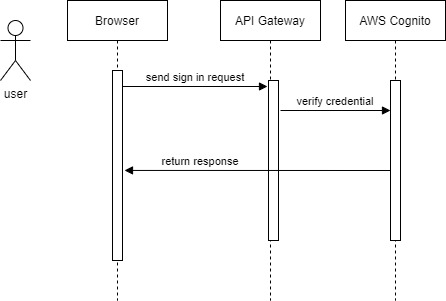 Browser
API Gateway
AWS Cognito
user
send sign in request
verify credential
return response